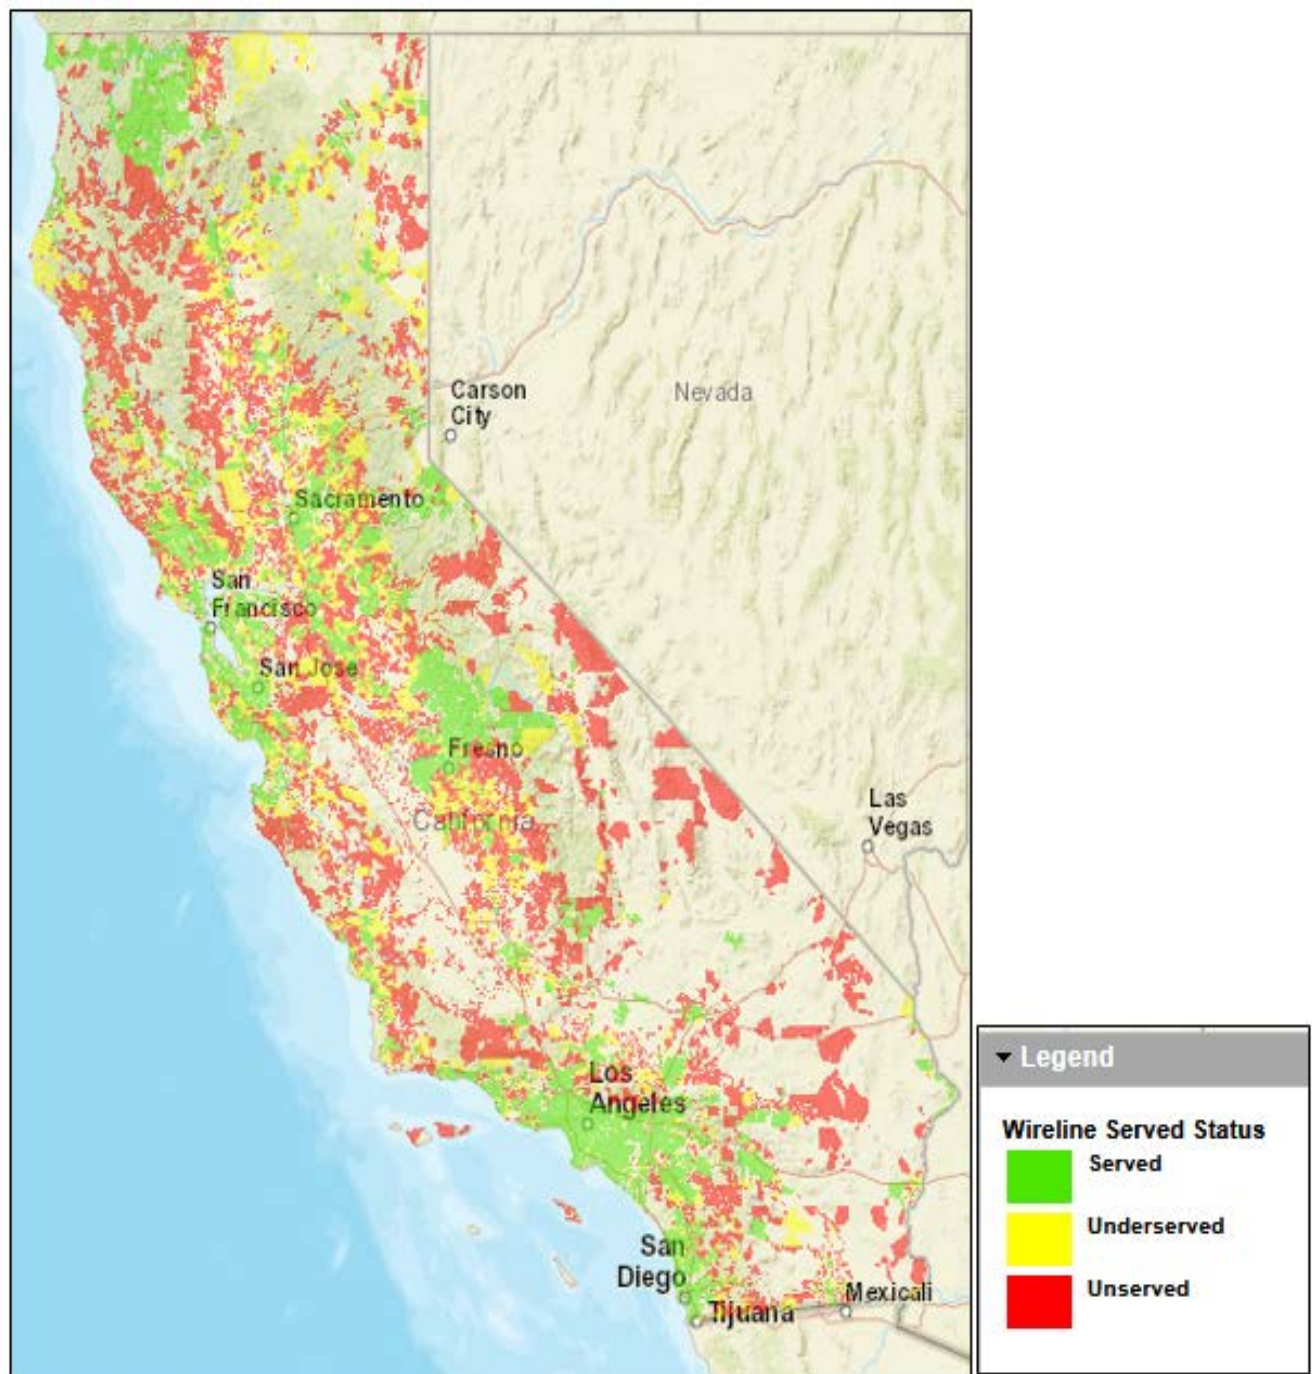 Carson
City
Nevada
Sacramento
San
Francisco
San Jose
Fresno
California
Las
Vegas
Los
Angeles
San
Diego
Tijuana
Mexicali
Legend
Wireline Served Status
Served
Underserved
Unserved